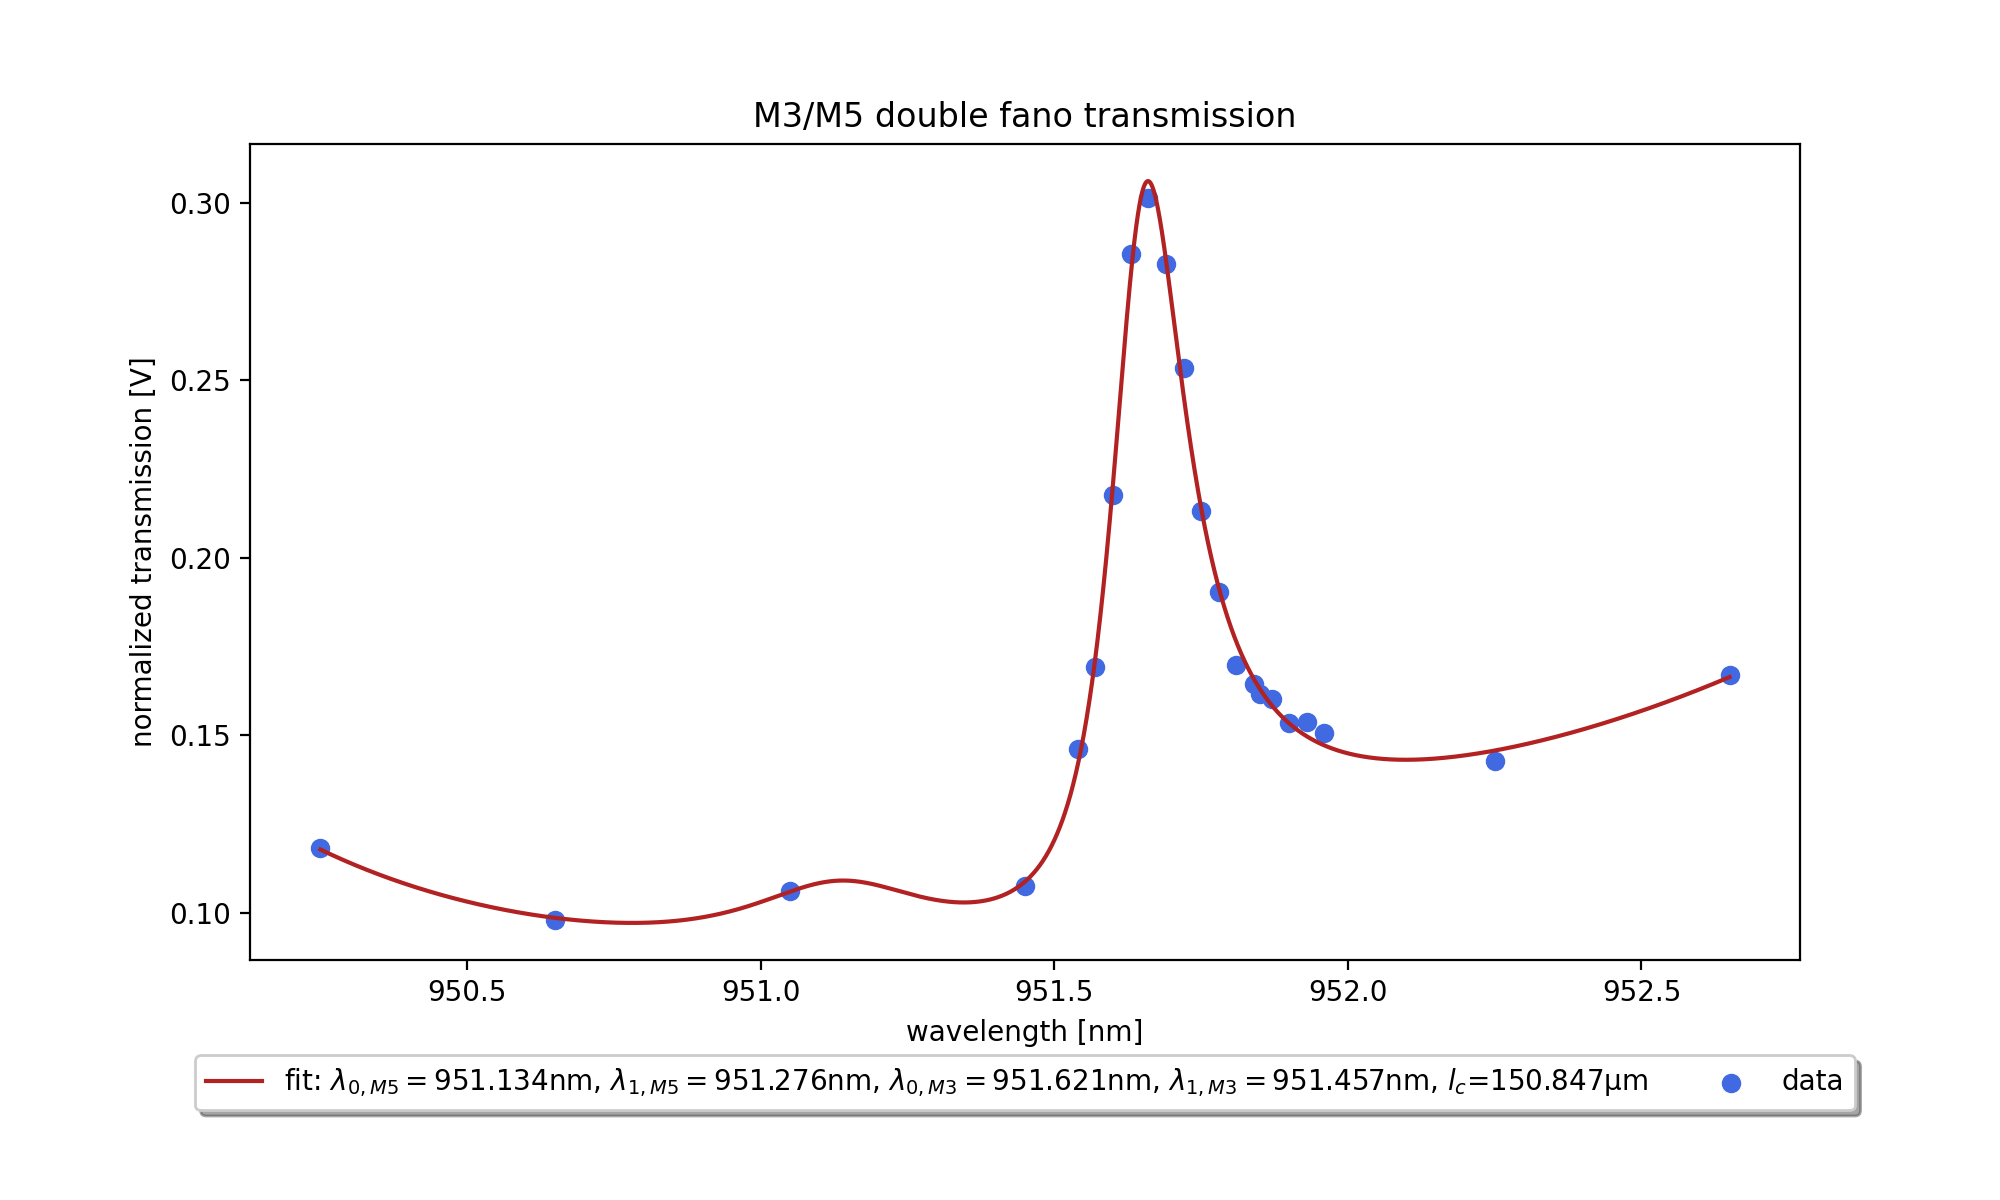 M3/M5 double fano transmission
normalized transmission [V]
0.30
0.25
0.20
0.15
0.10
950.5 951.0 951.5 952.0 952.5
wavelength [nm]
fit: λ₀,M5 = 951.134nm, λ₁,M5 = 951.276nm, λ₀,M3 = 951.621nm, λ₁,M3 = 951.457nm, l_c=150.847μm data